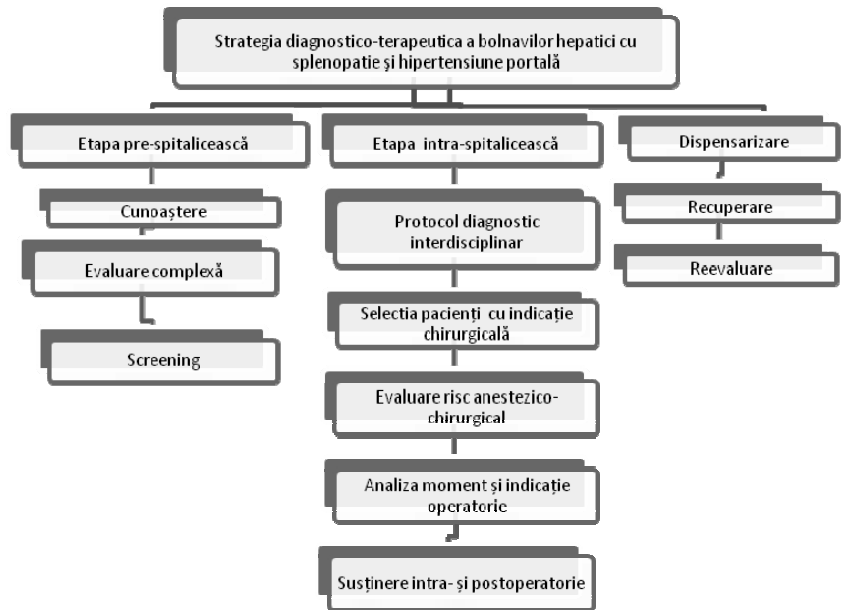 Strategia diagnostico-terapeutica a bolnavilor hepatici cu
splenopatie și hipertensiune portală
Etapa pre-spitalicească
Cunoaștere
Evaluare complexă
Screening
Etapa intra-spitalicească
Protocol diagnostic
interdisciplinar
Selectia pacienți cu indicație
chirurgicală
Evaluare risc anestezico-
chirurgical
Analiza moment și indicație
operatorie
Susținere intra- și postoperatorie
Dispensarizare
Recuperare
Reevaluare